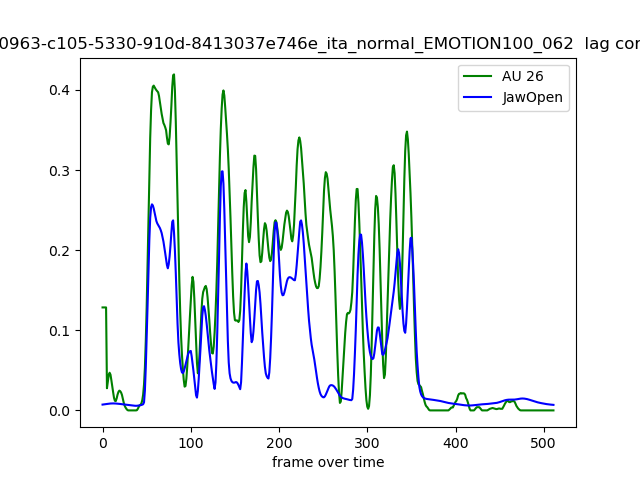 0963-c105-5330-910d-8413037e746e_ita_normal_EMOTION100_062 lag cor
AU 26
JawOpen
0.4
0.3
0.2
0.1
0.0
0 100 200 300 400 500
frame over time